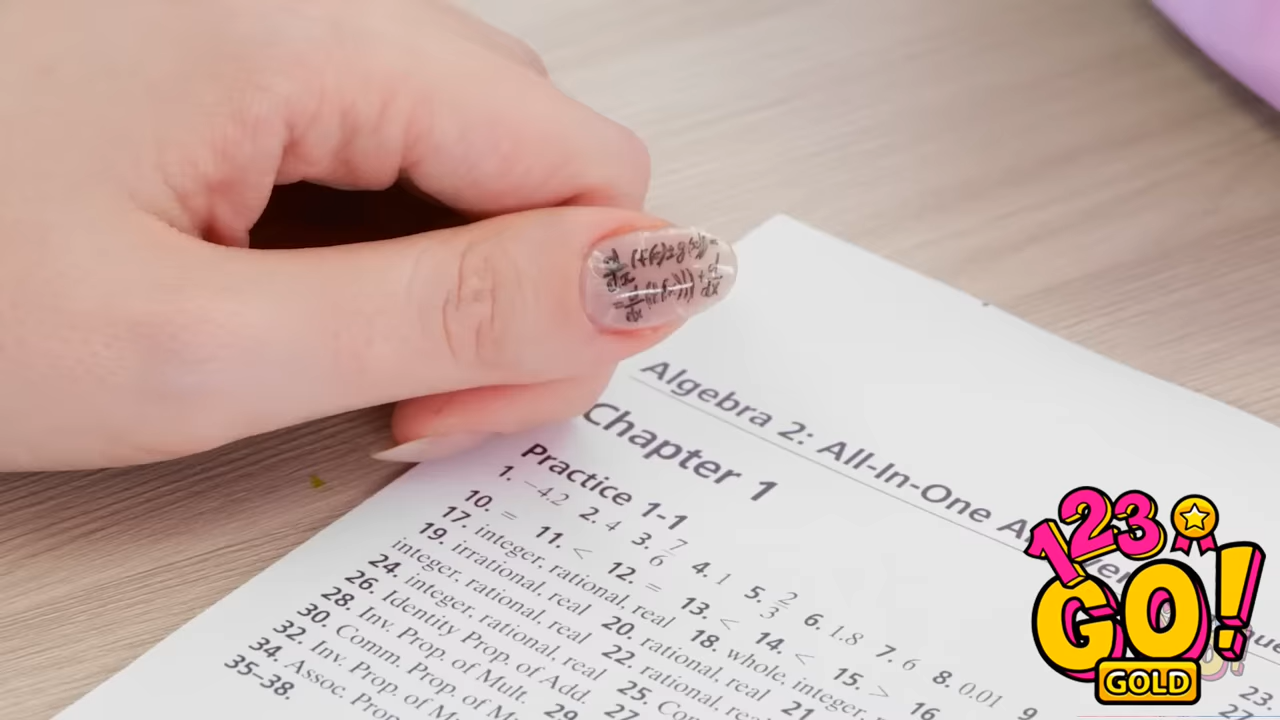 Algebra 2: All-In-One
Chapter 1
Practice 1-1
1. −4.2 2. 4 3. 7/6 4. 1 5. 2/3 6. 1.8 7. 6 8. 0.01 9
10. = 11. < 12. = 13. < 14. < 15. > 16
17. integer, rational, real 18. whole, integer,
19. irrational, real 20. rational, real 21
integer, rational, real 22. rational,
24. integer, rational, real 25.
26. Identity Prop of Add. 27
28. Inv. Prop. of Mult. 29
30. Comm. Prop. of
32. Inv. Prop. of
34. Assoc.
35–38.
23.
27.
123
GO!
GOLD